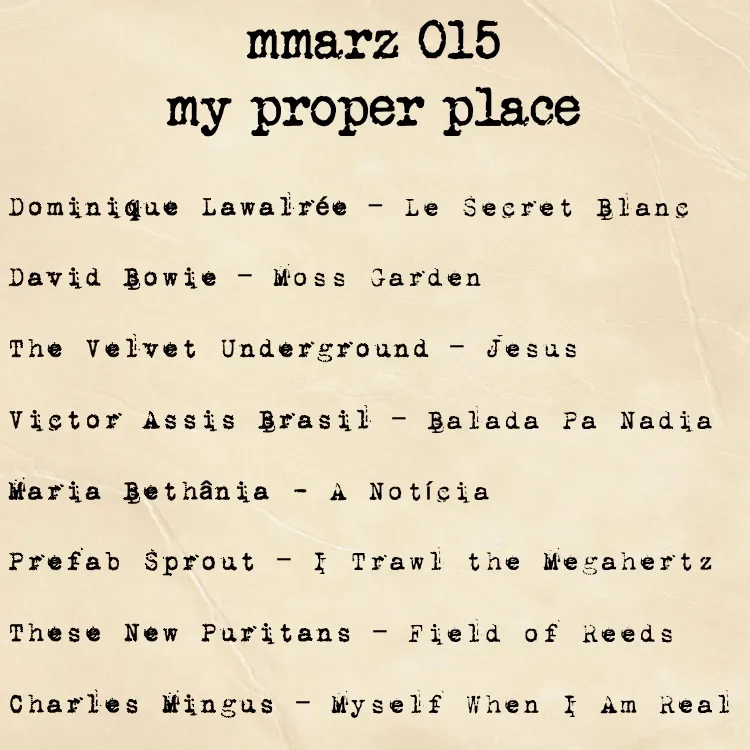 mmarz 015
my proper place
Dominique Lawalrée - Le Secret Blanc
David Bowie - Moss Garden
The Velvet Underground - Jesus
Victor Assis Brasil - Balada Pa Nadia
Maria Bethânia - A Notícia
Prefab Sprout - I Trawl the Megahertz
These New Puritans - Field of Reeds
Charles Mingus - Myself When I Am Real